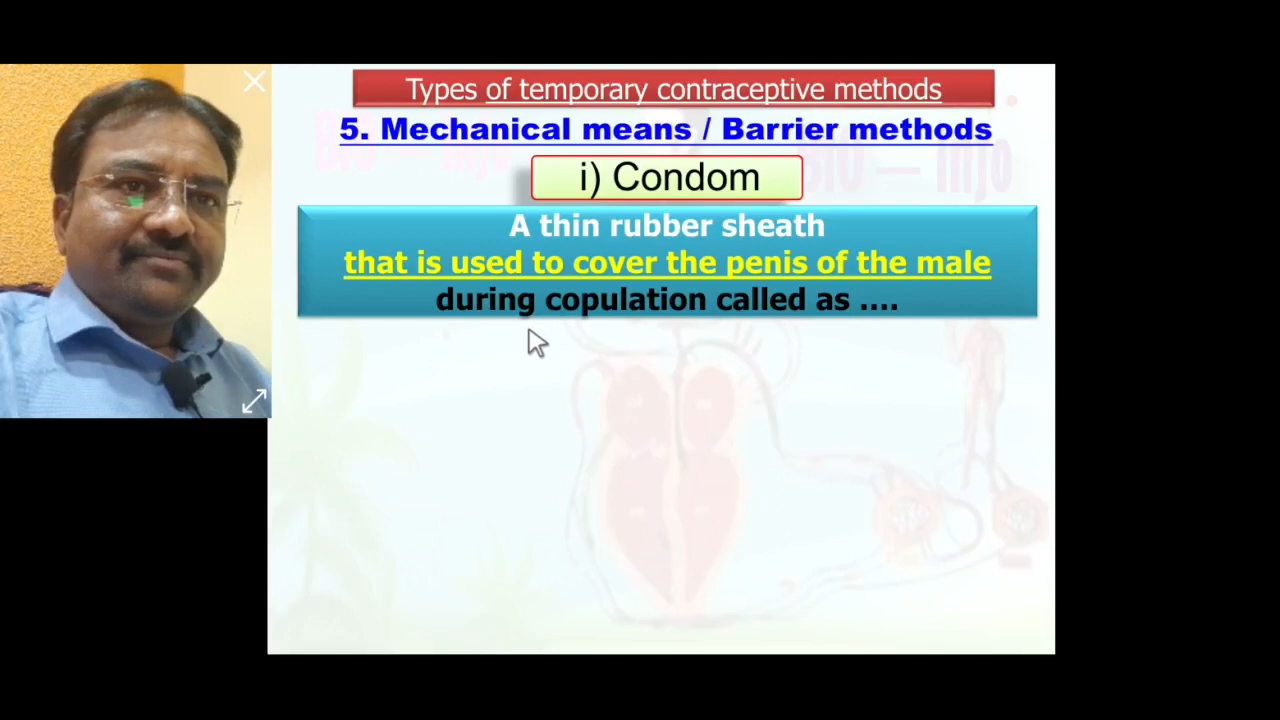 Types of temporary contraceptive methods
5. Mechanical means / Barrier methods
i) Condom
A thin rubber sheath
that is used to cover the penis of the male
during copulation called as ....